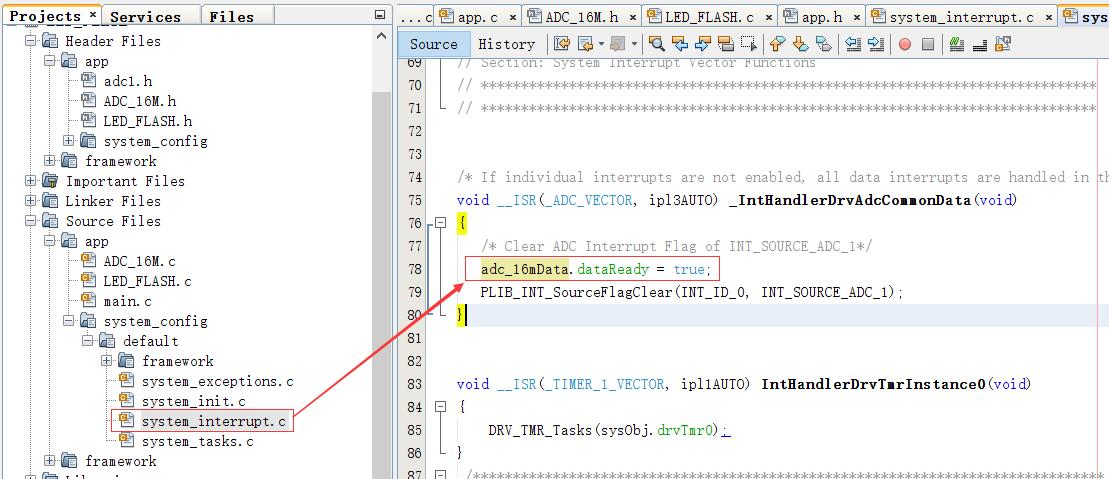 Projects × Services Files
Header Files
app
adc1.h
ADC_16M.h
LED_FLASH.h
system_config
framework
Important Files
Linker Files
Source Files
app
ADC_16M.c
LED_FLASH.c
main.c
system_config
default
framework
system_exceptions.c
system_init.c
system_interrupt.c
system_tasks.c
framework
...c app.c × ADC_16M.h × LED_FLASH.c × app.h × system_interrupt.c × sys
Source History
69 // Section: System Interrupt Vector Functions
70 // *****************************************************************************
71 // *****************************************************************************
72
73
74 /* If individual interrupts are not enabled, all data interrupts are handled in th
75 void __ISR(_ADC_VECTOR, ipl3AUTO) _IntHandlerDrvAdcCommonData(void)
76 {
77 /* Clear ADC Interrupt Flag of INT_SOURCE_ADC_1*/
78 adc_16mData.dataReady = true;
79 PLIB_INT_SourceFlagClear(INT_ID_0, INT_SOURCE_ADC_1);
80 }
81
82
83 void __ISR(_TIMER_1_VECTOR, ipl1AUTO) IntHandlerDrvTmrInstance0(void)
84 {
85 DRV_TMR_Tasks(sysObj.drvTmr0);
86 }
87 /*******************************************************************************